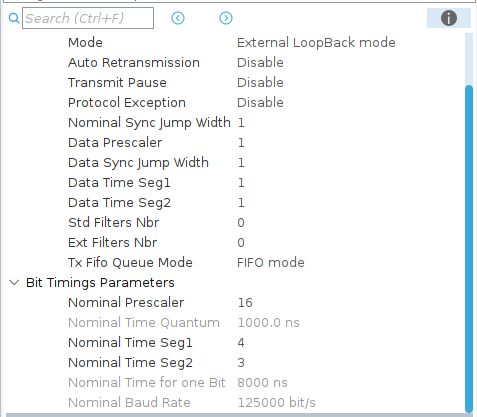 Search (Ctrl+F)
Mode External LoopBack mode
Auto Retransmission Disable
Transmit Pause Disable
Protocol Exception Disable
Nominal Sync Jump Width 1
Data Prescaler 1
Data Sync Jump Width 1
Data Time Seg1 1
Data Time Seg2 1
Std Filters Nbr 0
Ext Filters Nbr 0
Tx Fifo Queue Mode FIFO mode
Bit Timings Parameters
Nominal Prescaler 16
Nominal Time Quantum 1000.0 ns
Nominal Time Seg1 4
Nominal Time Seg2 3
Nominal Time for one Bit 8000 ns
Nominal Baud Rate 125000 bit/s